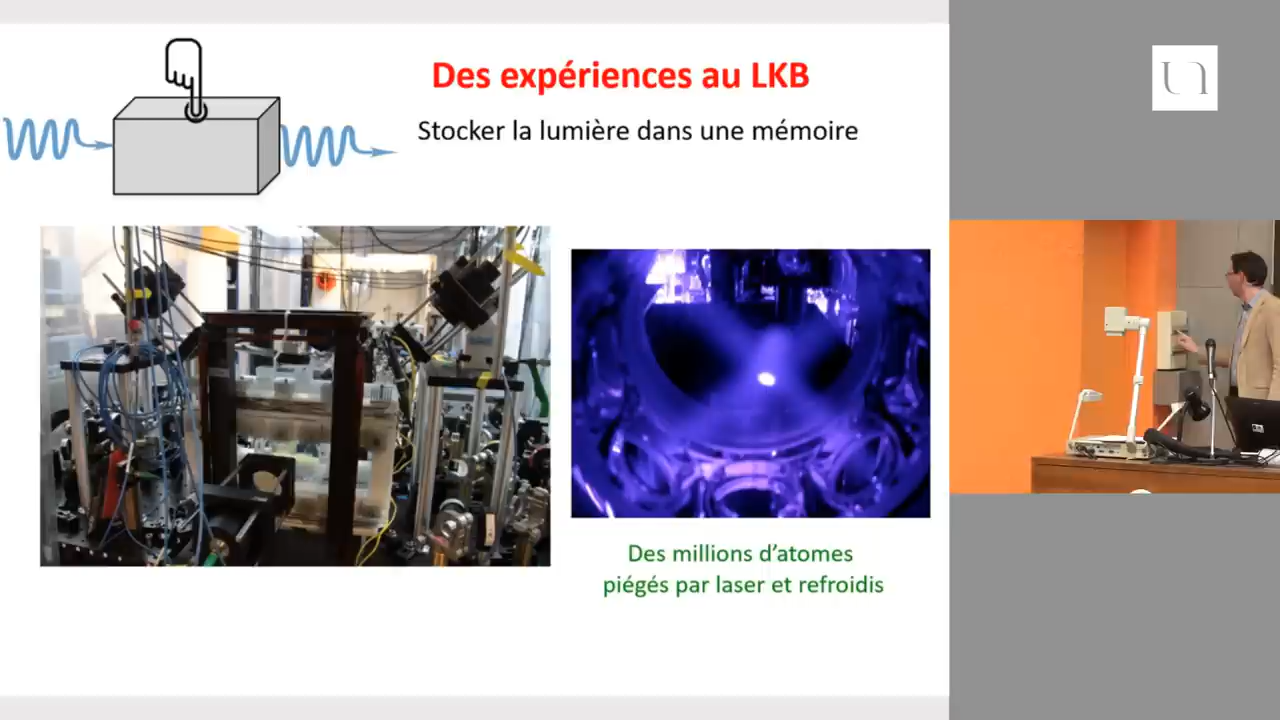 Des expériences au LKB
Stocker la lumière dans une mémoire
Des millions d'atomes
piégés par laser et refroidis